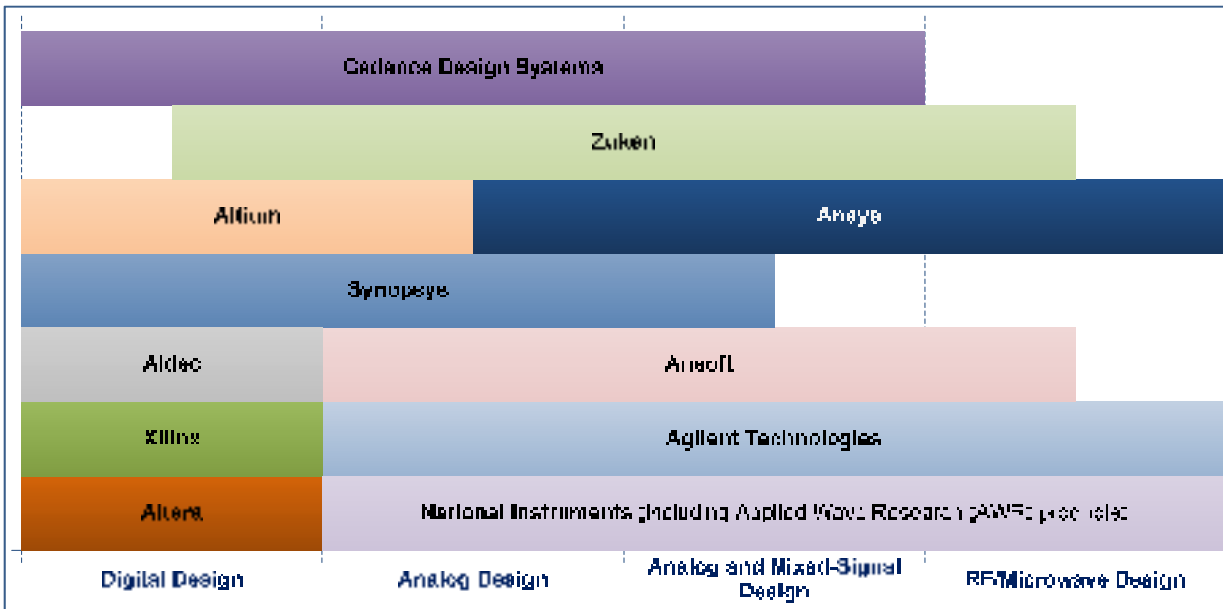 Cadence Design Systems
Zuken
Altium
Ansys
Synopsys
Aldec
Ansoft
Xilinx
Agilent Technologies
Altera
National Instruments (including Applied Wave Research (AWR) products)
Digital Design
Analog Design
Analog and Mixed-Signal
Design
RF/Microwave Design